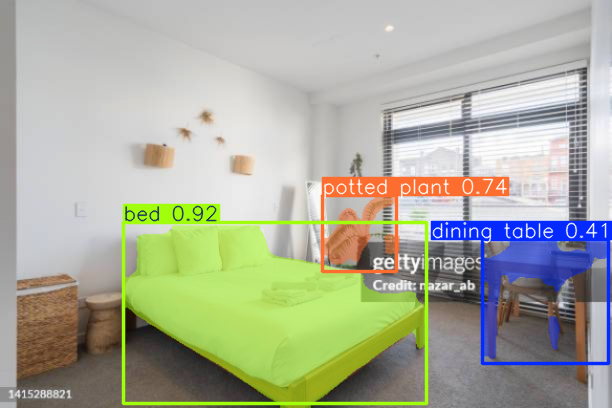 potted plant 0.74
bed 0.92
dining table 0.41
gettyimages
Credit: nazar_ab
1415288821